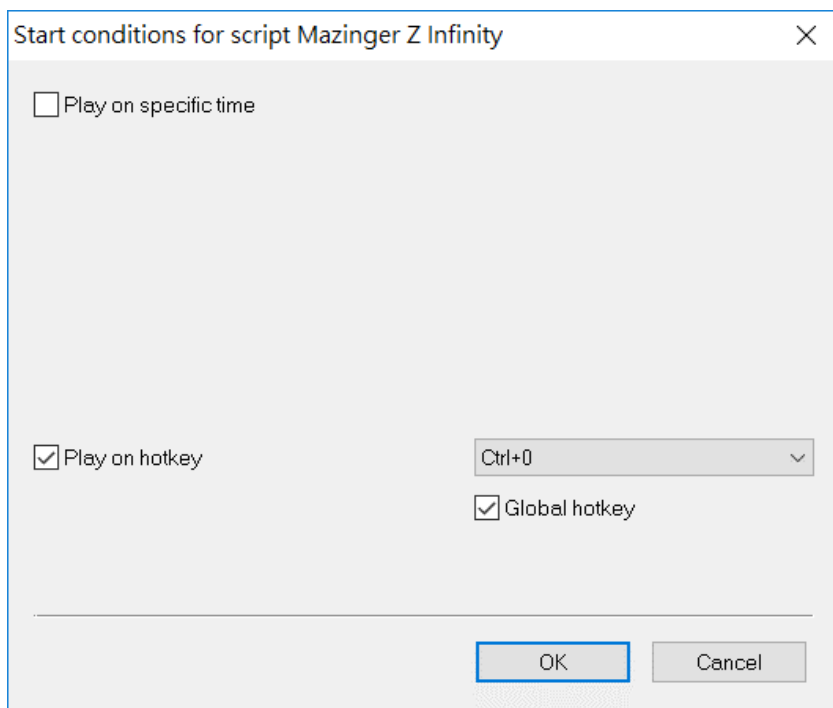 Start conditions for script Mazinger Z Infinity
Play on specific time
Play on hotkey
Ctrl+0
Global hotkey
OK
Cancel